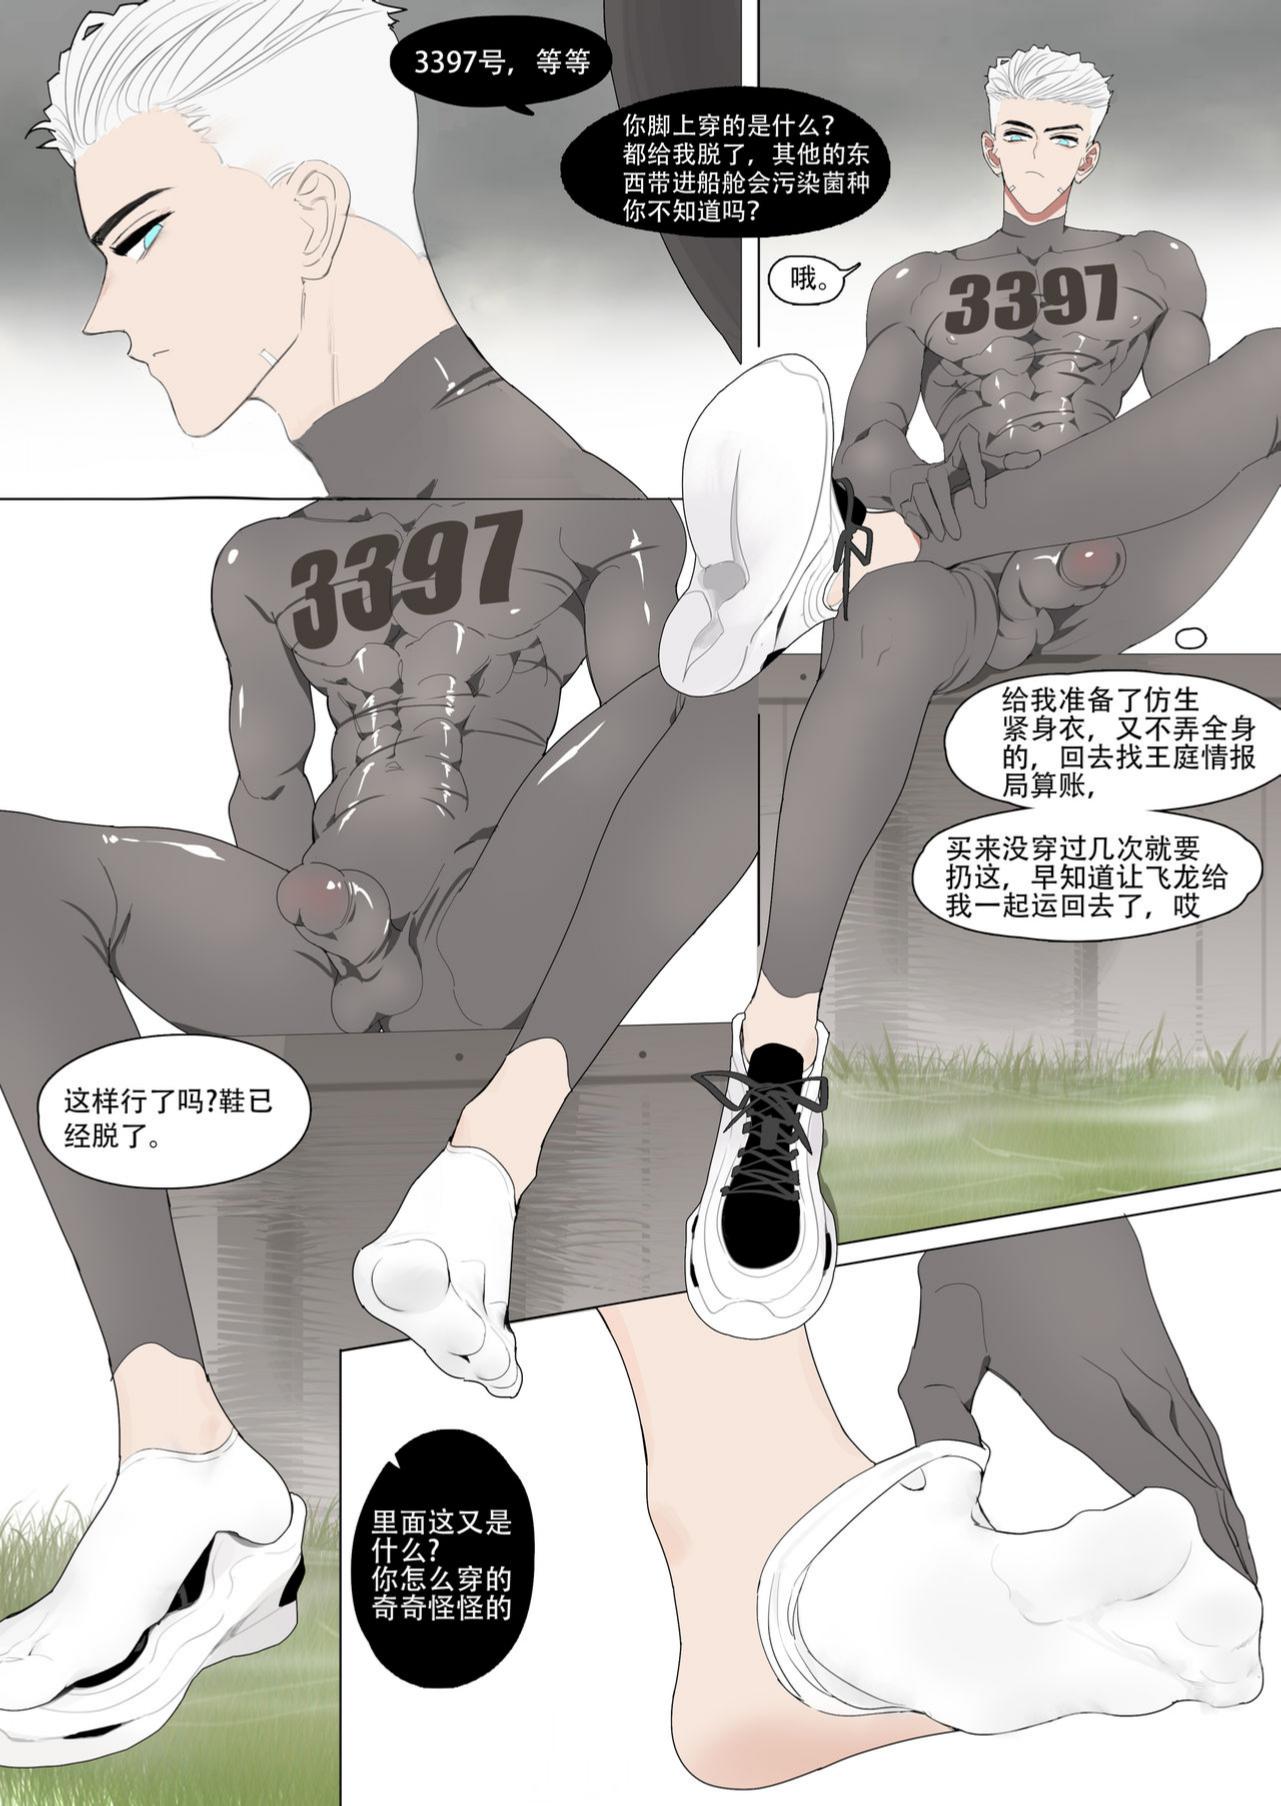 3397号，等等
你脚上穿的是什么？
都给我脱了，其他的东
西带进船舱会污染菌种
你不知道吗？
哦。
3397
3397
给我准备了仿生
紧身衣，又不弄全身
的，回去找王庭情报
局算账，
买来没穿过几次就要
扔这，早知道让飞龙给
我一起运回去了，哎
这样行了吗?鞋已
经脱了。
里面这又是
什么？
你怎么穿的
奇奇怪怪的